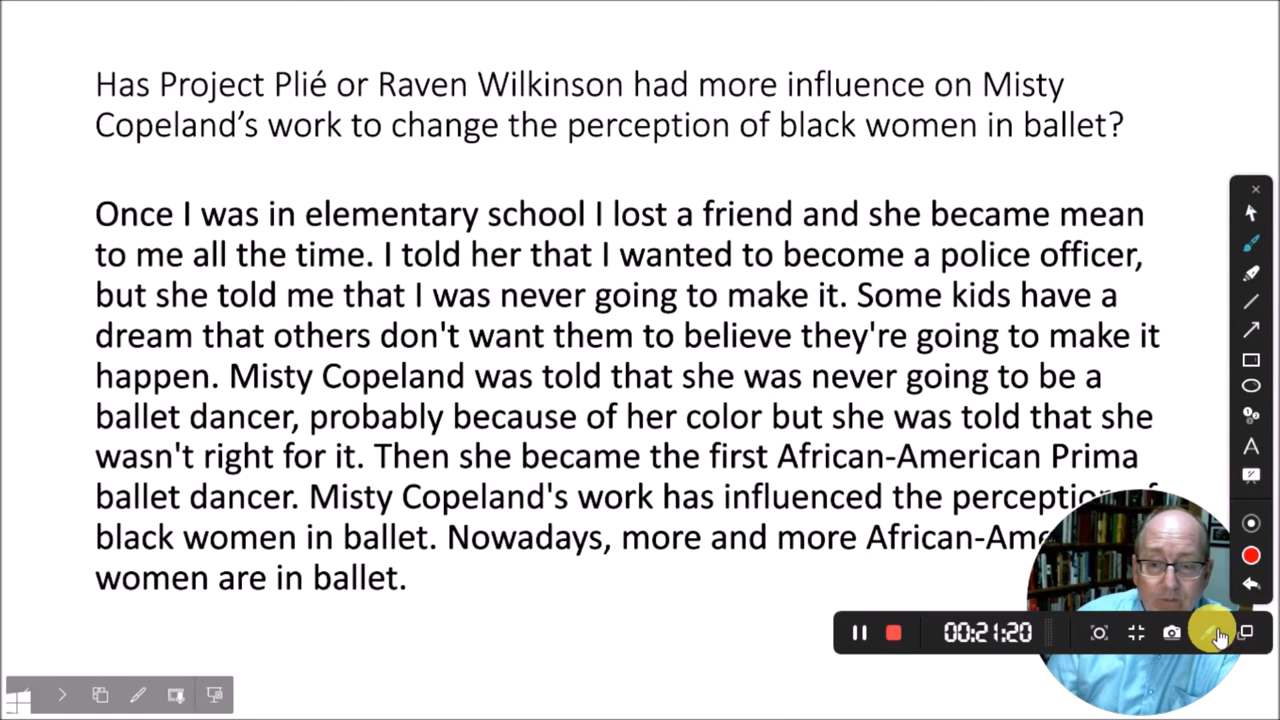 Has Project Plié or Raven Wilkinson had more influence on Misty
Copeland’s work to change the perception of black women in ballet?
Once I was in elementary school I lost a friend and she became mean
to me all the time. I told her that I wanted to become a police officer,
but she told me that I was never going to make it. Some kids have a
dream that others don't want them to believe they're going to make it
happen. Misty Copeland was told that she was never going to be a
ballet dancer, probably because of her color but she was told that she
wasn't right for it. Then she became the first African-American Prima
ballet dancer. Misty Copeland's work has influenced the
black women in ballet. Nowadays, more and more
women are in ballet.
00:21:20